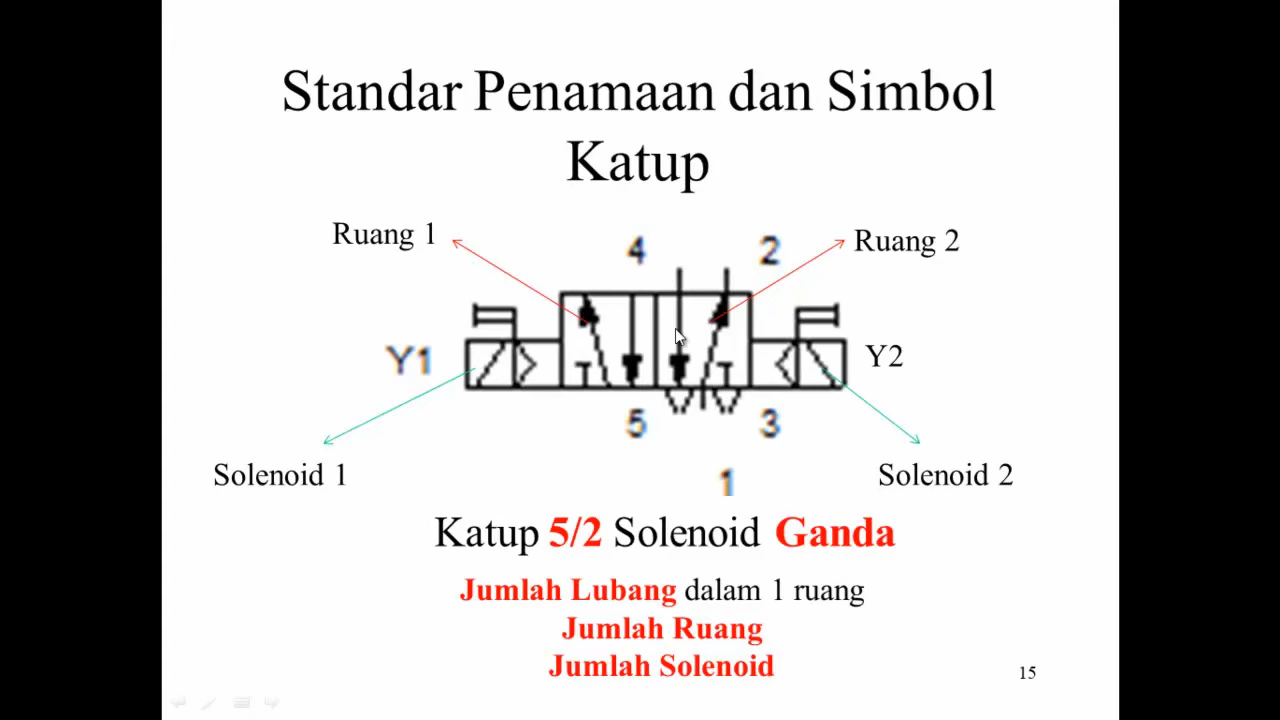 Standar Penamaan dan Simbol
Katup
Ruang 1
4
2
Ruang 2
Y1
Y2
5
3
Solenoid 1
1
Solenoid 2
Katup 5/2 Solenoid Ganda
Jumlah Lubang dalam 1 ruang
Jumlah Ruang
Jumlah Solenoid
15